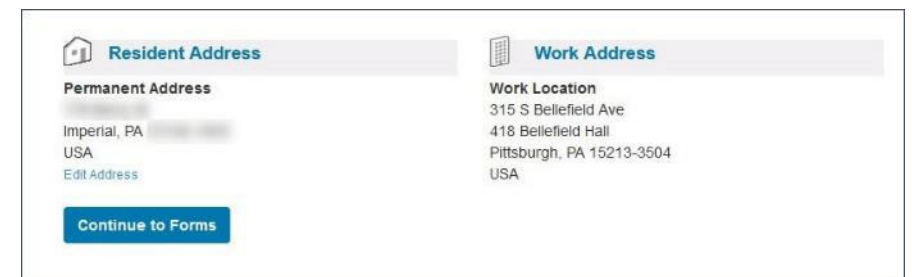 Resident Address
Permanent Address
Imperial, PA
USA
Edit Address
Continue to Forms
Work Address
Work Location
315 S Bellefield Ave
418 Bellefield Hall
Pittsburgh, PA 15213-3504
USA